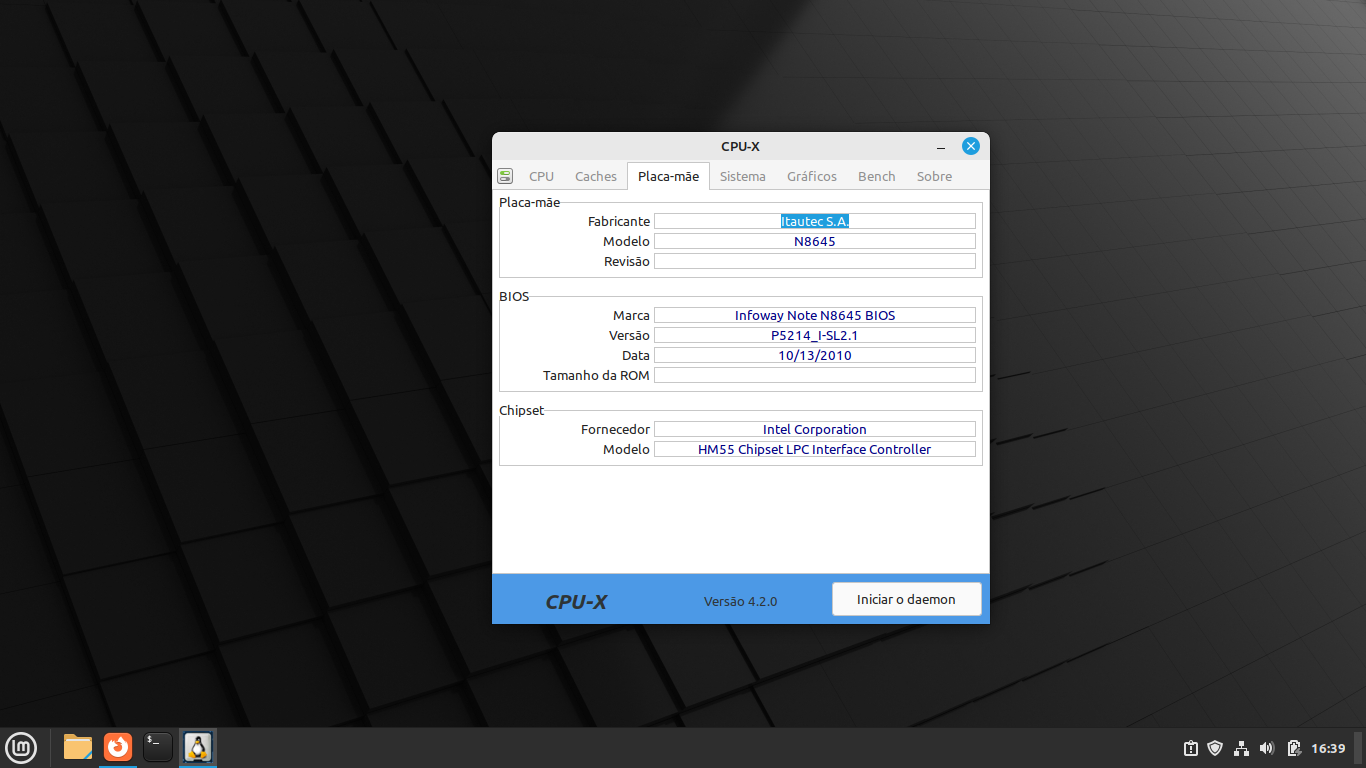 CPU-X
CPU Caches Placa-mãe Sistema Gráficos Bench Sobre
Placa-mãe
Fabricante Itautec S.A.
Modelo N8645
Revisão
BIOS
Marca Infoway Note N8645 BIOS
Versão P5214_I-SL2.1
Data 10/13/2010
Tamanho da ROM
Chipset
Fornecedor Intel Corporation
Modelo HM55 Chipset LPC Interface Controller
CPU-X Versão 4.2.0 Iniciar o daemon
lm $_ 16:39